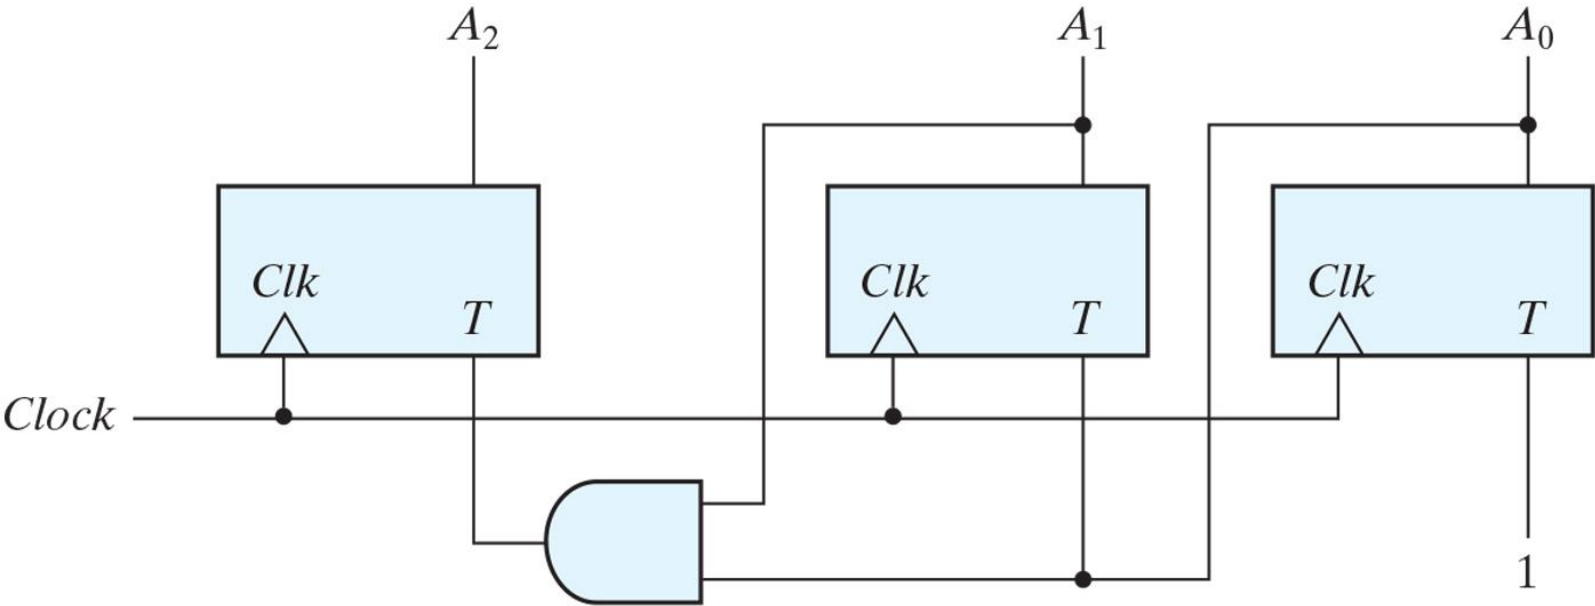 A₂ A₁ A₀
Clk Clk Clk
T T T
Clock
1